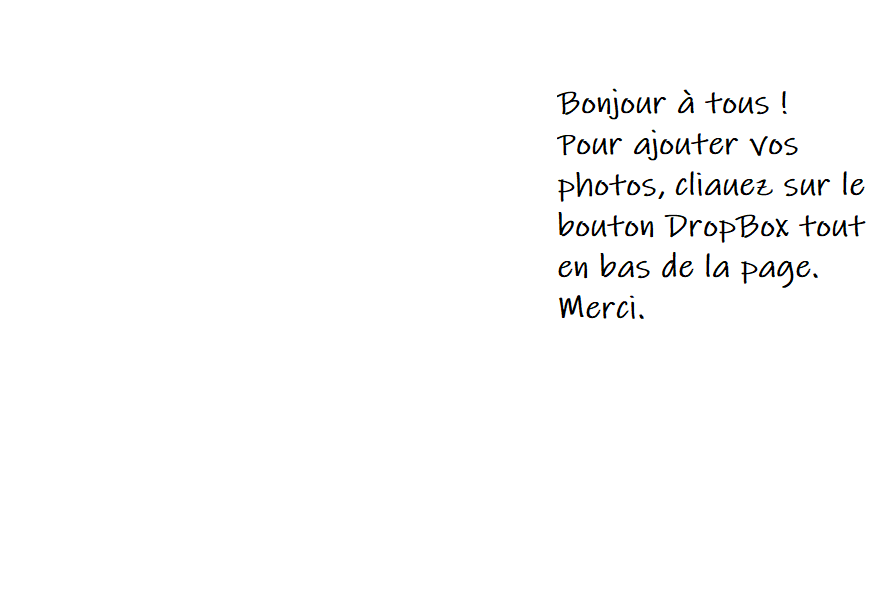 Bonjour à tous !
Pour ajouter vos
photos, cliauez sur le
bouton DropBox tout
en bas de la page.
Merci.